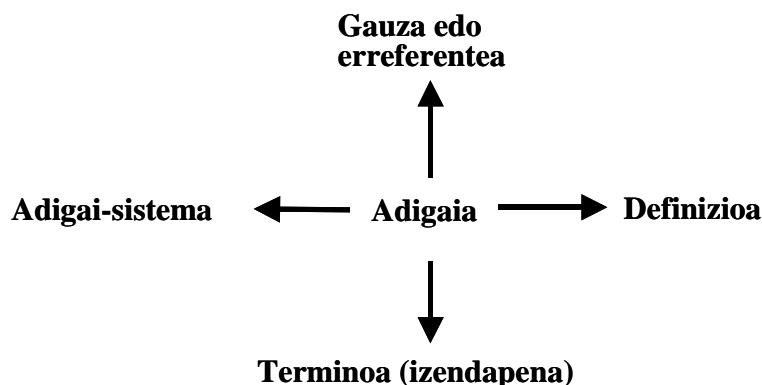 Gauza edo
erreferentea
Adigai-sistema
Adigaia
Definizioa
Terminoa (izendapena)